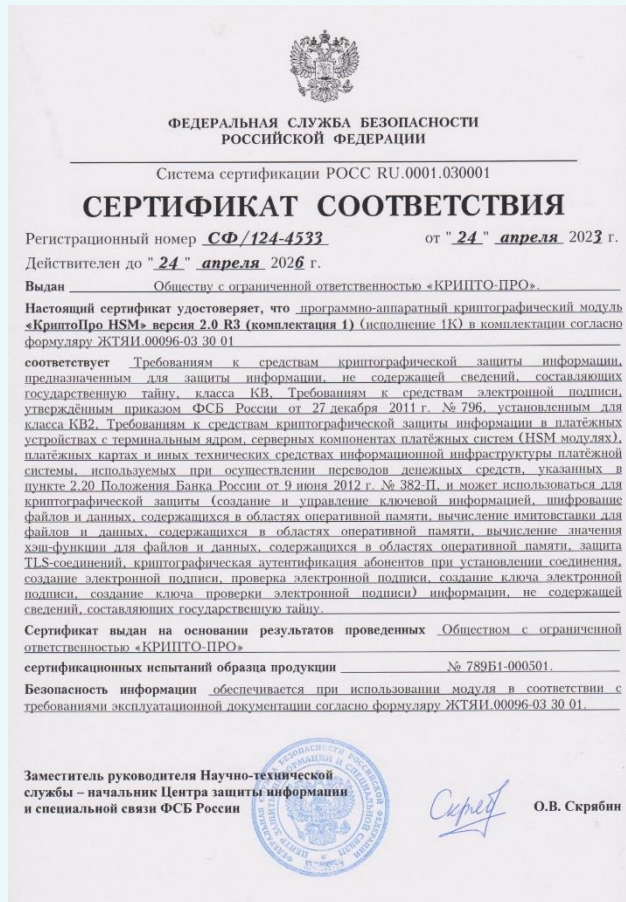 ФЕДЕРАЛЬНАЯ СЛУЖБА БЕЗОПАСНОСТИ
РОССИЙСКОЙ ФЕДЕРАЦИИ
Система сертификации РОСС RU.0001.030001
СЕРТИФИКАТ СООТВЕТСТВИЯ
Регистрационный номер СФ/124-4533 от "24" апреля 2023 г.
Действителен до "24" апреля 2026 г.
Выдан Обществу с ограниченной ответственностью «КРИПТО-ПРО».
Настоящий сертификат удостоверяет, что программно-аппаратный криптографический модуль
«КриптоПро HSM» версия 2.0 R3 (комплектация 1) (исполнение 1К) в комплектации согласно
формуляру ЖТЯИ.00096-03 30 01
соответствует Требованиям к средствам криптографической защиты информации,
предназначенным для защиты информации, не содержащей сведений, составляющих
государственную тайну, класса КВ, Требованиям к средствам электронной подписи,
утверждённым приказом ФСБ России от 27 декабря 2011 г. № 796, установленным для
класса КВ2, Требованиям к средствам криптографической защиты информации в платёжных
устройствах с терминальным ядром, серверных компонентах платёжных систем (HSM модулях),
платёжных картах и иных технических средствах информационной инфраструктуры платёжной
системы, используемых при осуществлении переводов денежных средств, указанных в
пункте 2.20 Положения Банка России от 9 июня 2012 г. № 382-П, и может использоваться для
криптографической защиты (создание и управление ключевой информацией, шифрование
файлов и данных, содержащихся в областях оперативной памяти, вычисление имитовставки для
файлов и данных, содержащихся в областях оперативной памяти, вычисление значения
хэш-функции для файлов и данных, содержащихся в областях оперативной памяти, защита
TLS-соединений, криптографическая аутентификация абонентов при установлении соединения,
создание электронной подписи, проверка электронной подписи, создание ключа электронной
подписи, создание ключа проверки электронной подписи) информации, не содержащей
сведений, составляющих государственную тайну.
Сертификат выдан на основании результатов проведенных Обществом с ограниченной
ответственностью «КРИПТО-ПРО»
сертификационных испытаний образца продукции № 789Б1-000501.
Безопасность информации обеспечивается при использовании модуля в соответствии с
требованиями эксплуатационной документации согласно формуляру ЖТЯИ.00096-03 30 01.
Заместитель руководителя Научно-технической
службы – начальник Центра защиты информации
и специальной связи ФСБ России О.В. Скрябин